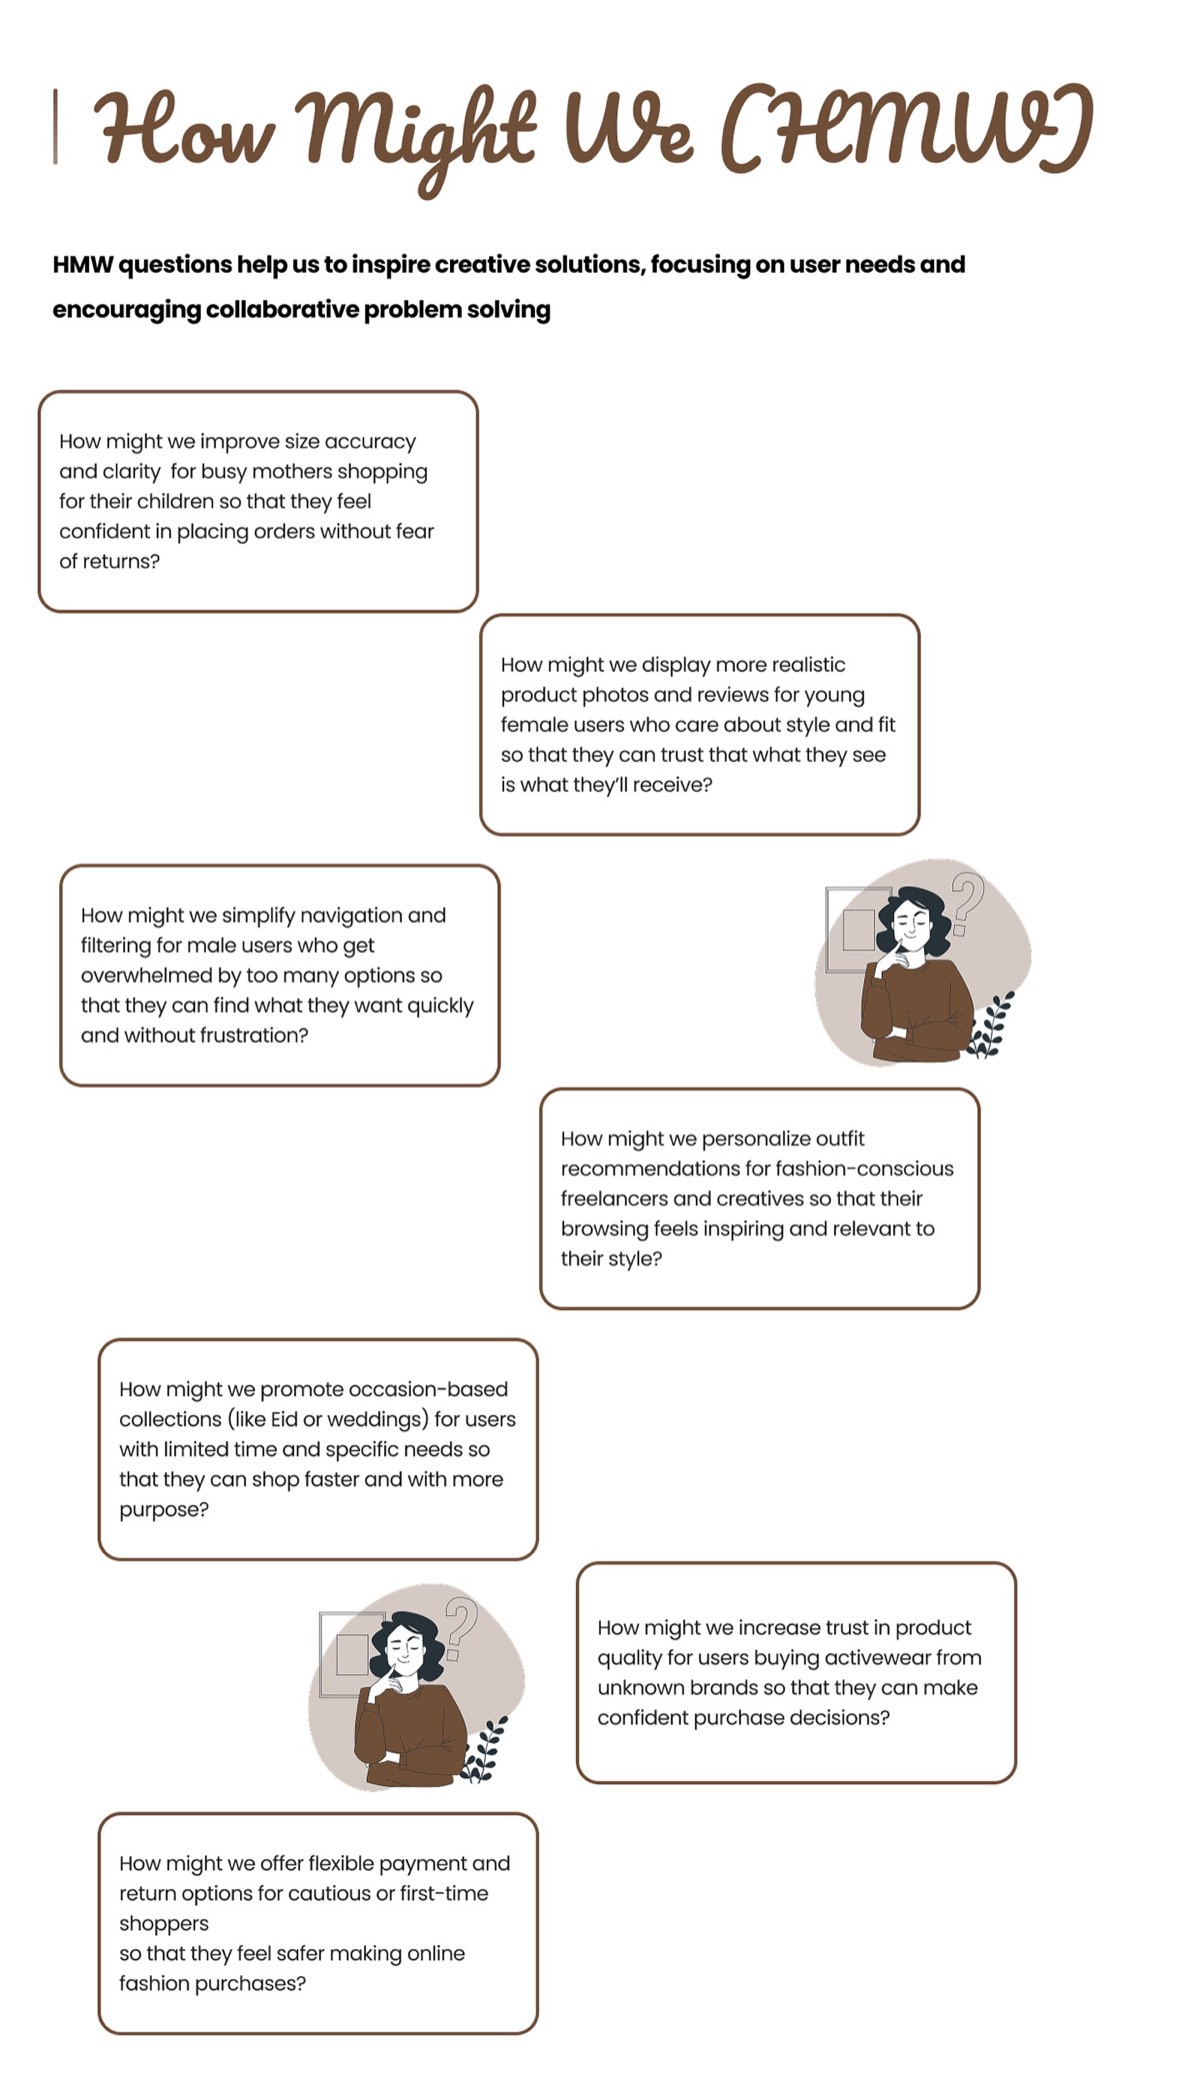 How Might We (HMW)
HMW questions help us to inspire creative solutions, focusing on user needs and
encouraging collaborative problem solving
How might we improve size accuracy
and clarity  for busy mothers shopping
for their children so that they feel
confident in placing orders without fear
of returns?
How might we display more realistic
product photos and reviews for young
female users who care about style and fit
so that they can trust that what they see
is what they'll receive?
How might we simplify navigation and
filtering for male users who get
overwhelmed by too many options so
that they can find what they want quickly
and without frustration?
?
How might we personalize outfit
recommendations for fashion-conscious
freelancers and creatives so that their
browsing feels inspiring and relevant to
their style?
How might we promote occasion-based
collections (like Eid or weddings) for users
with limited time and specific needs so
that they can shop faster and with more
purpose?
?
How might we increase trust in product
quality for users buying activewear from
unknown brands so that they can make
confident purchase decisions?
How might we offer flexible payment and
return options for cautious or first-time
shoppers
so that they feel safer making online
fashion purchases?